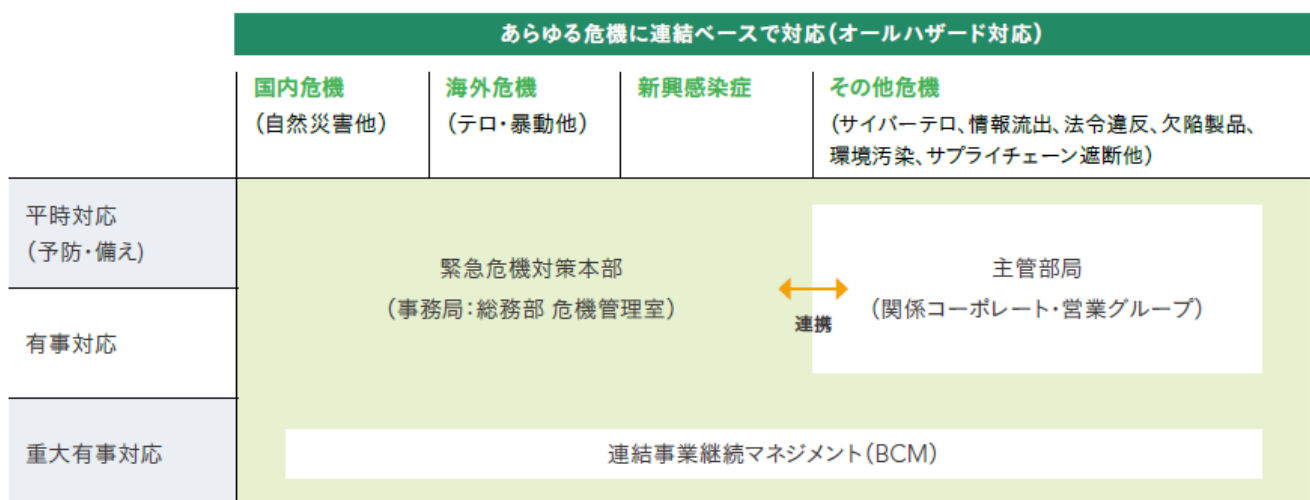 あらゆる危機に連結ベースで対応(オールハザード対応)
国内危機
(自然災害他)
海外危機
(テロ・暴動他)
新興感染症
その他危機
(サイバーテロ、情報流出、法令違反、欠陥製品、
環境汚染、サプライチェーン遮断他)
平時対応
(予防・備え)
緊急危機対策本部
(事務局:総務部 危機管理室)
連携
主管部局
(関係コーポレート・営業グループ)
有事対応
重大有事対応
連結事業継続マネジメント(BCM)